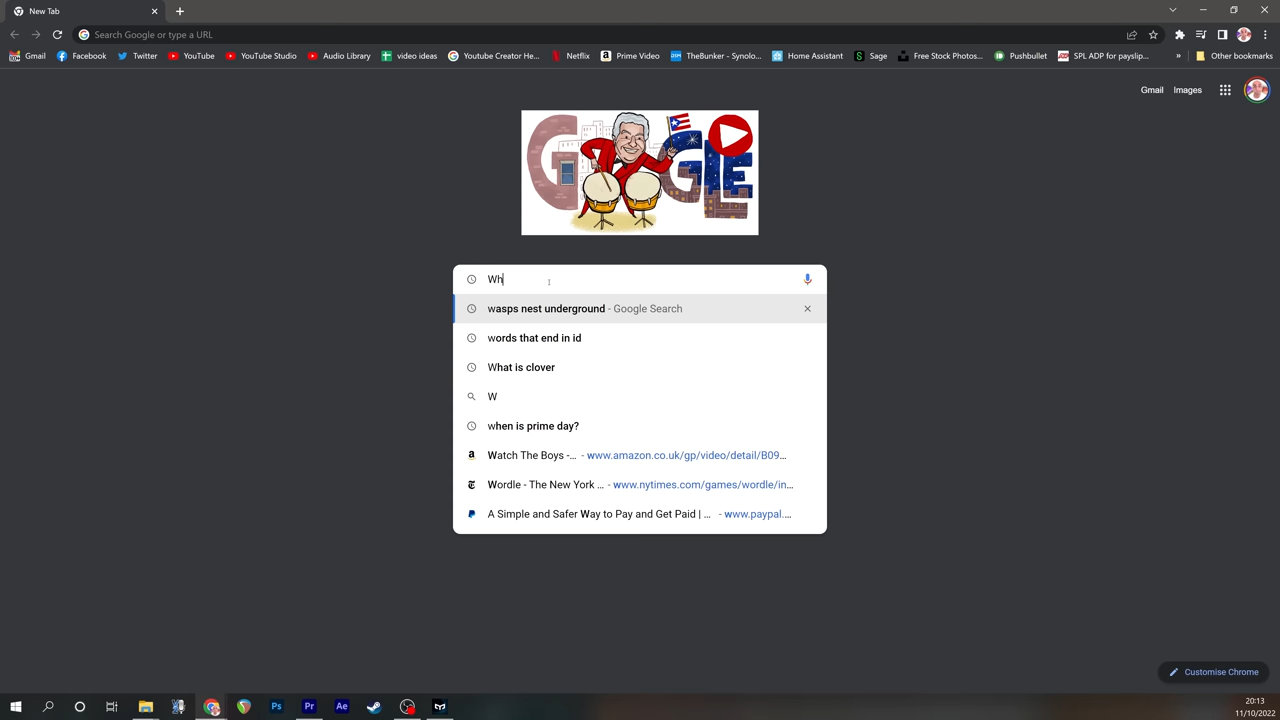 New Tab
Search Google or type a URL
Gmail Facebook Twitter YouTube YouTube Studio Audio Library video ideas Youtube Creator He... Netflix Prime Video TheBunker - Synolo... Home Assistant Sage Free Stock Photos... Pushbullet SPL ADP for payslip... » Other bookmarks
Gmail Images
GOOGLE
Wh
wasps nest underground - Google Search
words that end in id
What is clover
W
when is prime day?
Watch The Boys -... - www.amazon.co.uk/gp/video/detail/B09...
Wordle - The New York ... - www.nytimes.com/games/wordle/in...
A Simple and Safer Way to Pay and Get Paid | ... - www.paypal....
Customise Chrome
Ps Pr Ae
20:13
11/10/2022